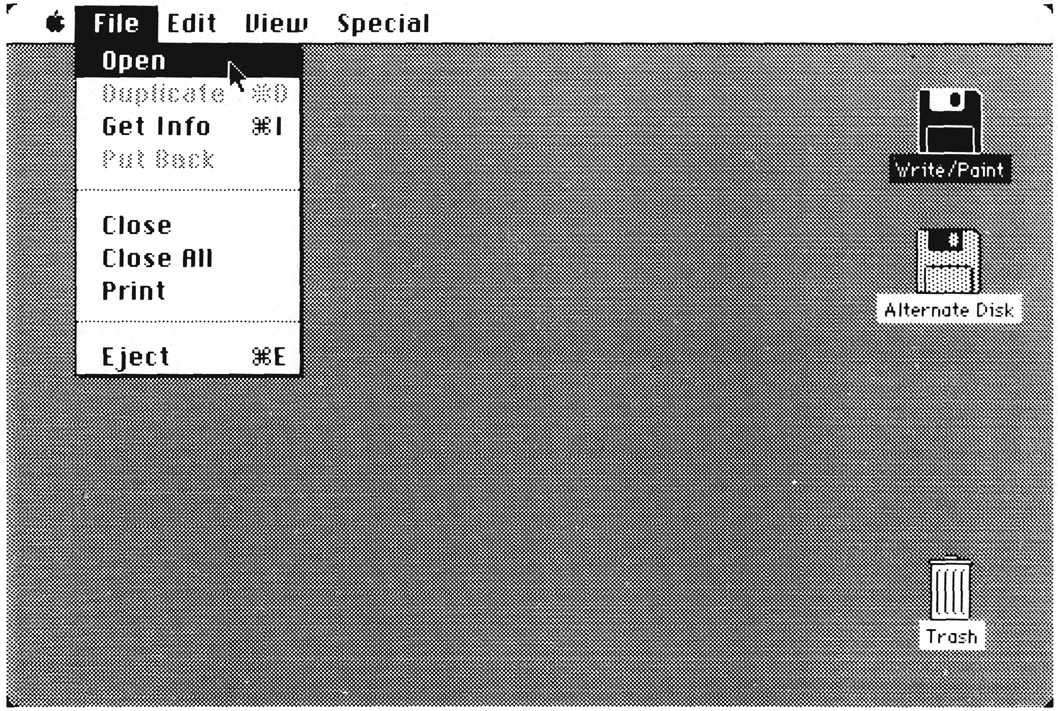 File Edit View Special
Open
Duplicate ⌘D
Get Info ⌘I
Put Back
Close
Close All
Print
Eject ⌘E
Write/Paint
Alternate Disk
Trash